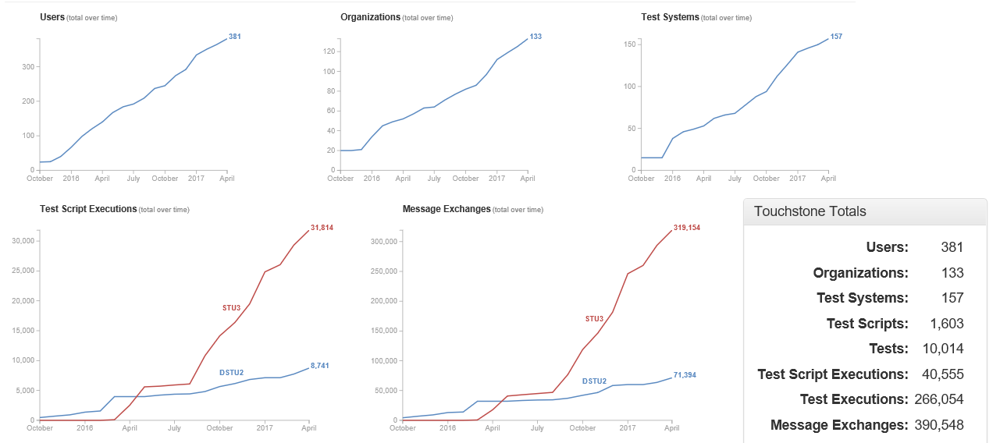 Users (total over time)
381
300
200
100
0
October 2016 April July October 2017 April
Organizations (total over time)
133
120
100
80
60
40
20
0
October 2016 April July October 2017 April
Test Systems (total over time)
157
150
100
50
0
October 2016 April July October 2017 April
Test Script Executions (total over time)
31,814
30,000
25,000
20,000
STU3
15,000
10,000
DSTU2
8,741
5,000
0
October 2016 April July October 2017 April
Message Exchanges (total over time)
319,154
300,000
250,000
200,000
STU3
150,000
100,000
DSTU2
71,394
50,000
0
October 2016 April July October 2017 April
Touchstone Totals
Users: 381
Organizations: 133
Test Systems: 157
Test Scripts: 1,603
Tests: 10,014
Test Script Executions: 40,555
Test Executions: 266,054
Message Exchanges: 390,548